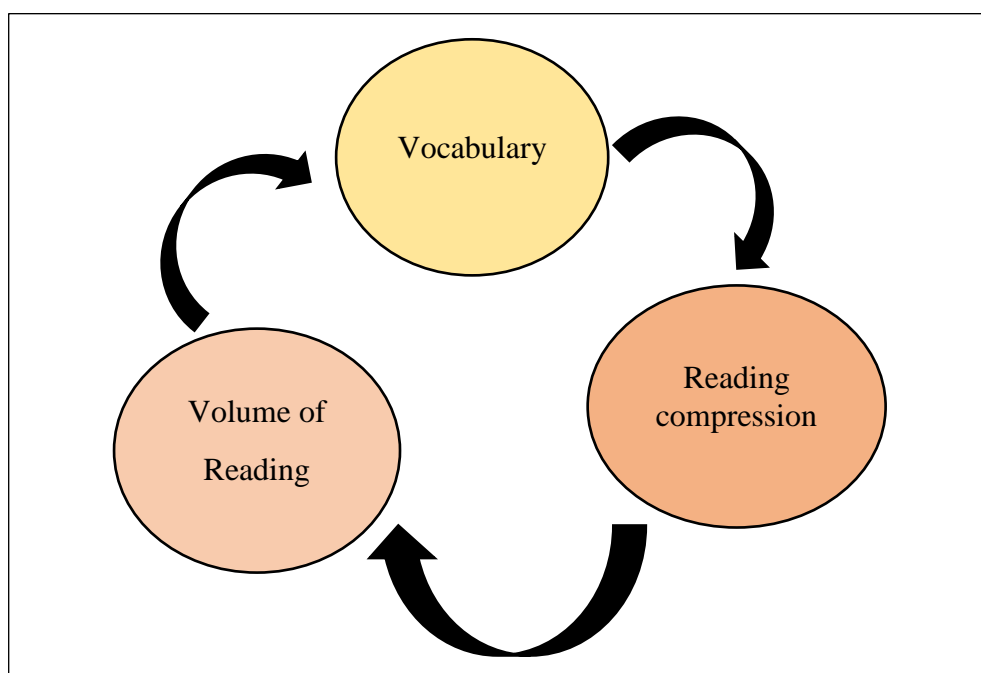 Vocabulary
Reading
compression
Volume of
Reading